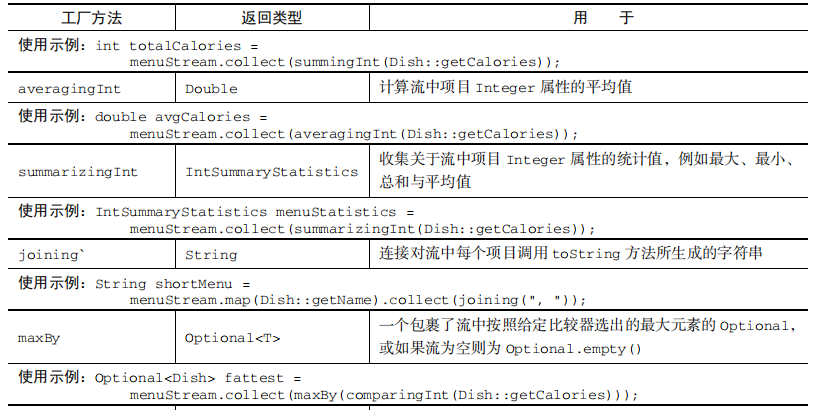 工厂方法 返回类型 用 于
使用示例：int totalCalories =
menuStream.collect(summingInt(Dish::getCalories));
averagingInt Double 计算流中项目 Integer 属性的平均值
使用示例：double avgCalories =
menuStream.collect(averagingInt(Dish::getCalories));
summarizingInt IntSummaryStatistics 收集关于流中项目 Integer 属性的统计值，例如最大、最小、
总和与平均值
使用示例：IntSummaryStatistics menuStatistics =
menuStream.collect(summarizingInt(Dish::getCalories));
joining` String 连接对流中每个项目调用 toString 方法所生成的字符串
使用示例：String shortMenu =
menuStream.map(Dish::getName).collect(joining(", "));
maxBy Optional<T> 一个包裹了流中按照给定比较器选出的最大元素的 Optional，
或如果流为空则为 Optional.empty()
使用示例：Optional<Dish> fattest =
menuStream.collect(maxBy(comparingInt(Dish::getCalories)));